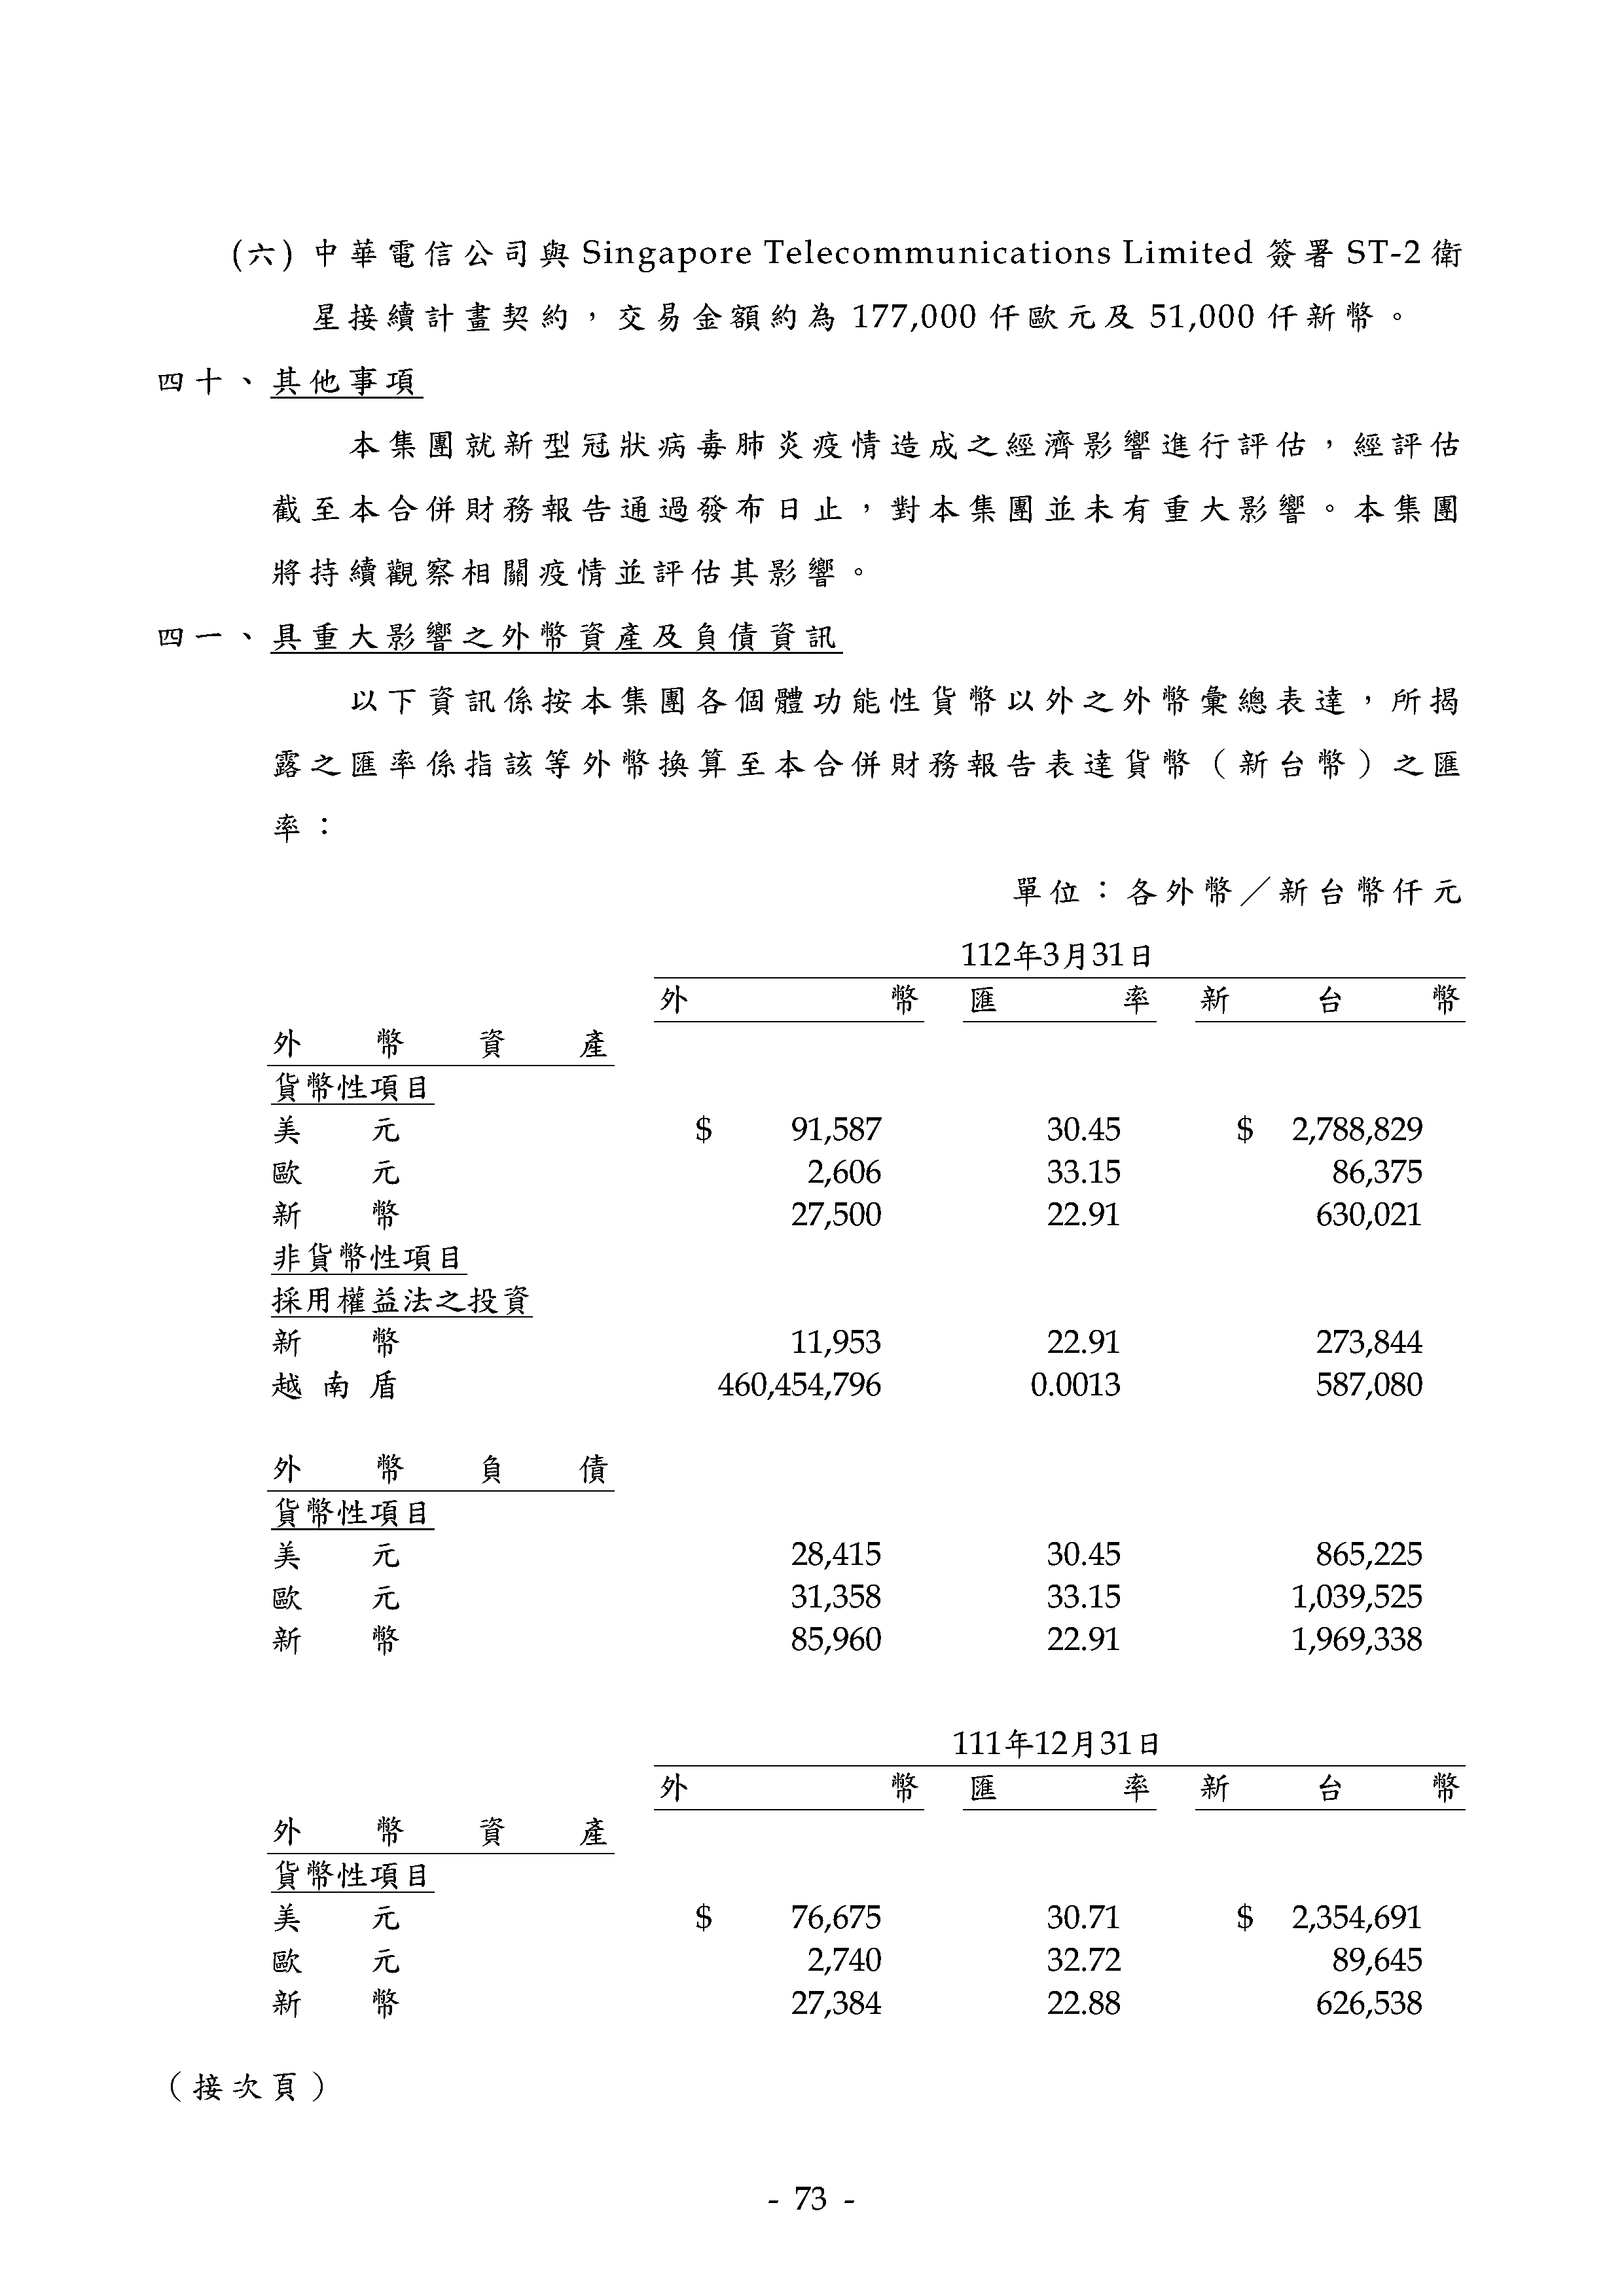 (六) 中華電信公司與 Singapore Telecommunications Limited 簽署 ST-2 衛
星接續計畫契約，交易金額約為 177,000 仟歐元及 51,000 仟新幣。
四十、其他事項
本集團就新型冠狀病毒肺炎疫情造成之經濟影響進行評估，經評估
截至本合併財務報告通過發布日止，對本集團並未有重大影響。本集團
將持續觀察相關疫情並評估其影響。
四一、具重大影響之外幣資產及負債資訊
以下資訊係按本集團各個體功能性貨幣以外之外幣彙總表達，所揭
露之匯率係指該等外幣換算至本合併財務報告表達貨幣（新台幣）之匯
率：
單位：各外幣／新台幣仟元
112年3月31日
外幣 匯率 新台幣
外幣資產
貨幣性項目
美元 $ 91,587 30.45 $ 2,788,829
歐元 2,606 33.15 86,375
新幣 27,500 22.91 630,021
非貨幣性項目
採用權益法之投資
新幣 11,953 22.91 273,844
越南盾 460,454,796 0.0013 587,080
外幣負債
貨幣性項目
美元 28,415 30.45 865,225
歐元 31,358 33.15 1,039,525
新幣 85,960 22.91 1,969,338
111年12月31日
外幣 匯率 新台幣
外幣資產
貨幣性項目
美元 $ 76,675 30.71 $ 2,354,691
歐元 2,740 32.72 89,645
新幣 27,384 22.88 626,538
（接次頁）
- 73 -